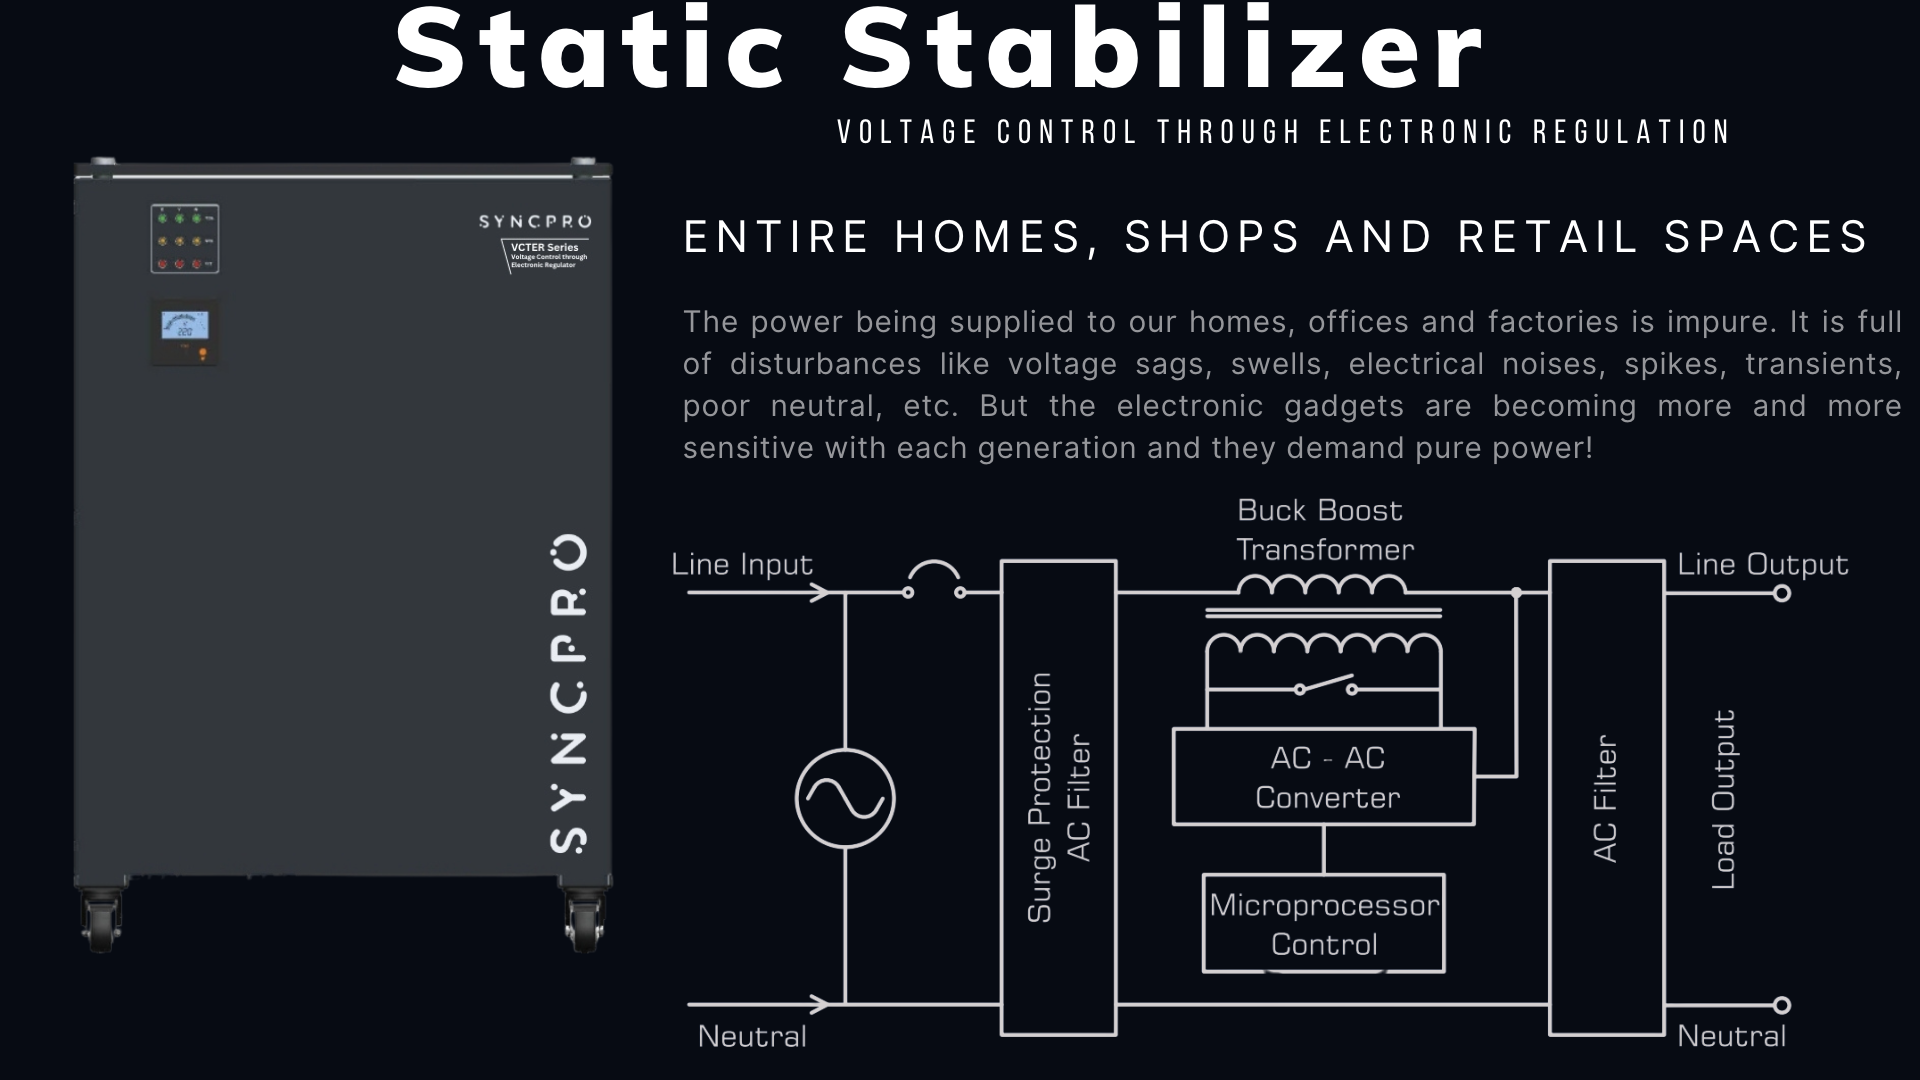 Static Stabilizer
VOLTAGE CONTROL THROUGH ELECTRONIC REGULATION
SYNCPRO
VCTER Series
Voltage Control through
Electronic Regulator
220
SYNCPRO
ENTIRE HOMES, SHOPS AND RETAIL SPACES
The power being supplied to our homes, offices and factories is impure. It is full
of disturbances like voltage sags, swells, electrical noises, spikes, transients,
poor neutral, etc. But the electronic gadgets are becoming more and more
sensitive with each generation and they demand pure power!
Buck Boost
Transformer
Line Input
Line Output
Surge Protection
AC Filter
AC - AC
Converter
Microprocessor
Control
AC Filter
Load Output
Neutral
Neutral